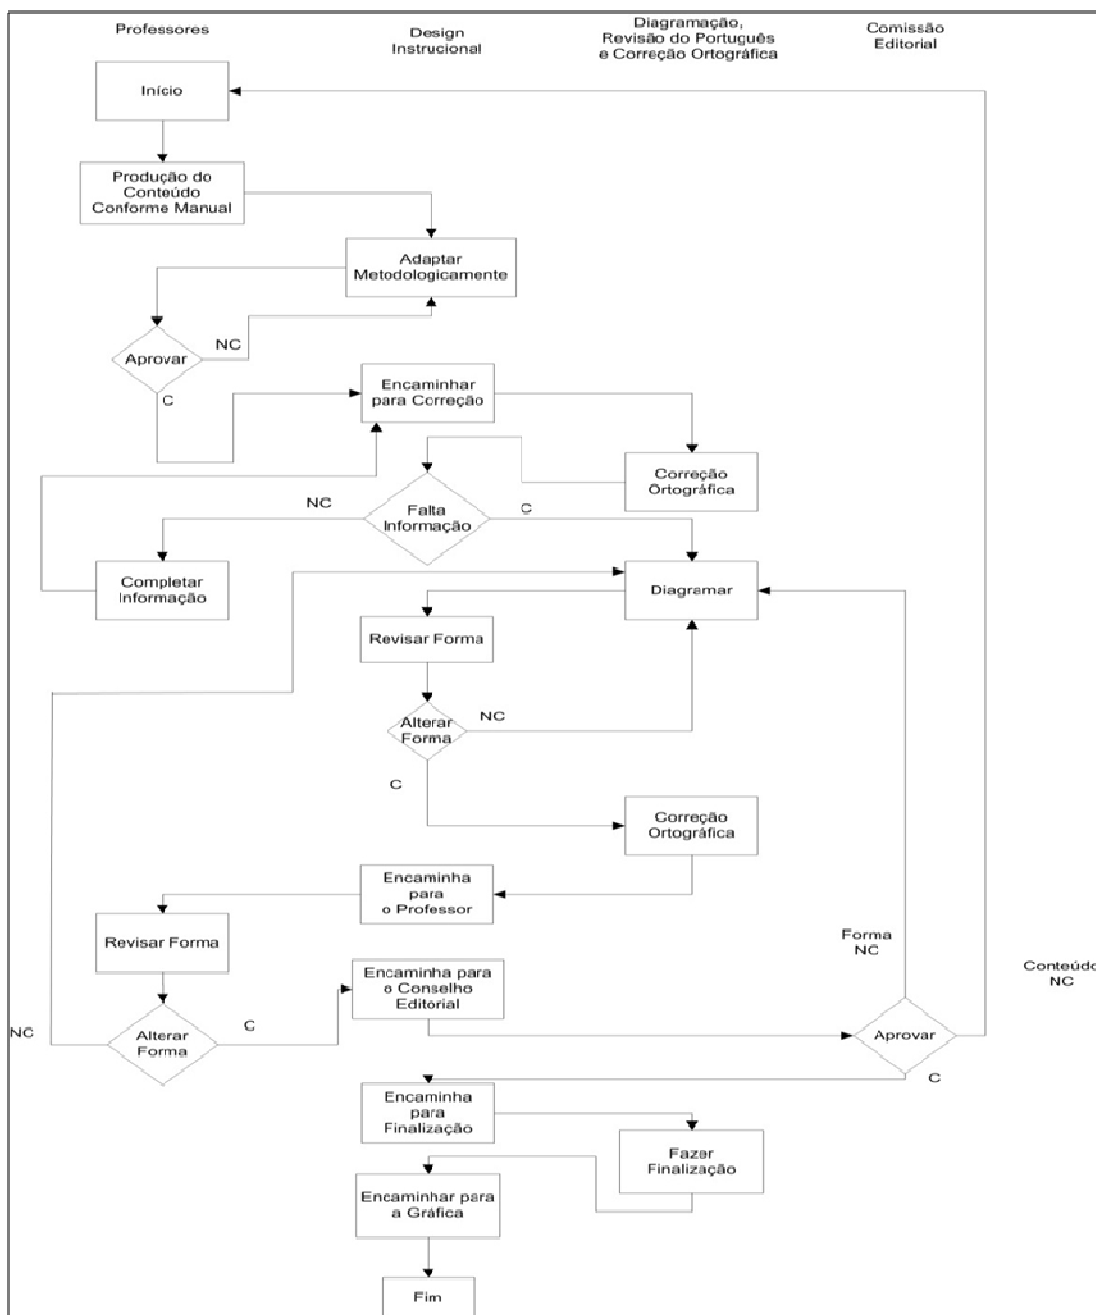 Professores
Design
Instrucional
Diagramação,
Revisão do Português
e Correção Ortográfica
Comissão
Editorial
Início
Produção do
Conteúdo
Conforme Manual
Adaptar
Metodologicamente
Aprovar
NC
C
Encaminhar
para Correção
Correção
Ortográfica
Falta
Informação
NC
C
Completar
Informação
Diagramar
Revisar Forma
Alterar
Forma
NC
C
Correção
Ortográfica
Encaminha
para
o Professor
Revisar Forma
Alterar
Forma
NC
C
Encaminha para
o Conselho
Editorial
Forma
NC
Conteúdo
NC
Aprovar
C
Encaminha
para
Finalização
Fazer
Finalização
Encaminhar para
a Gráfica
Fim